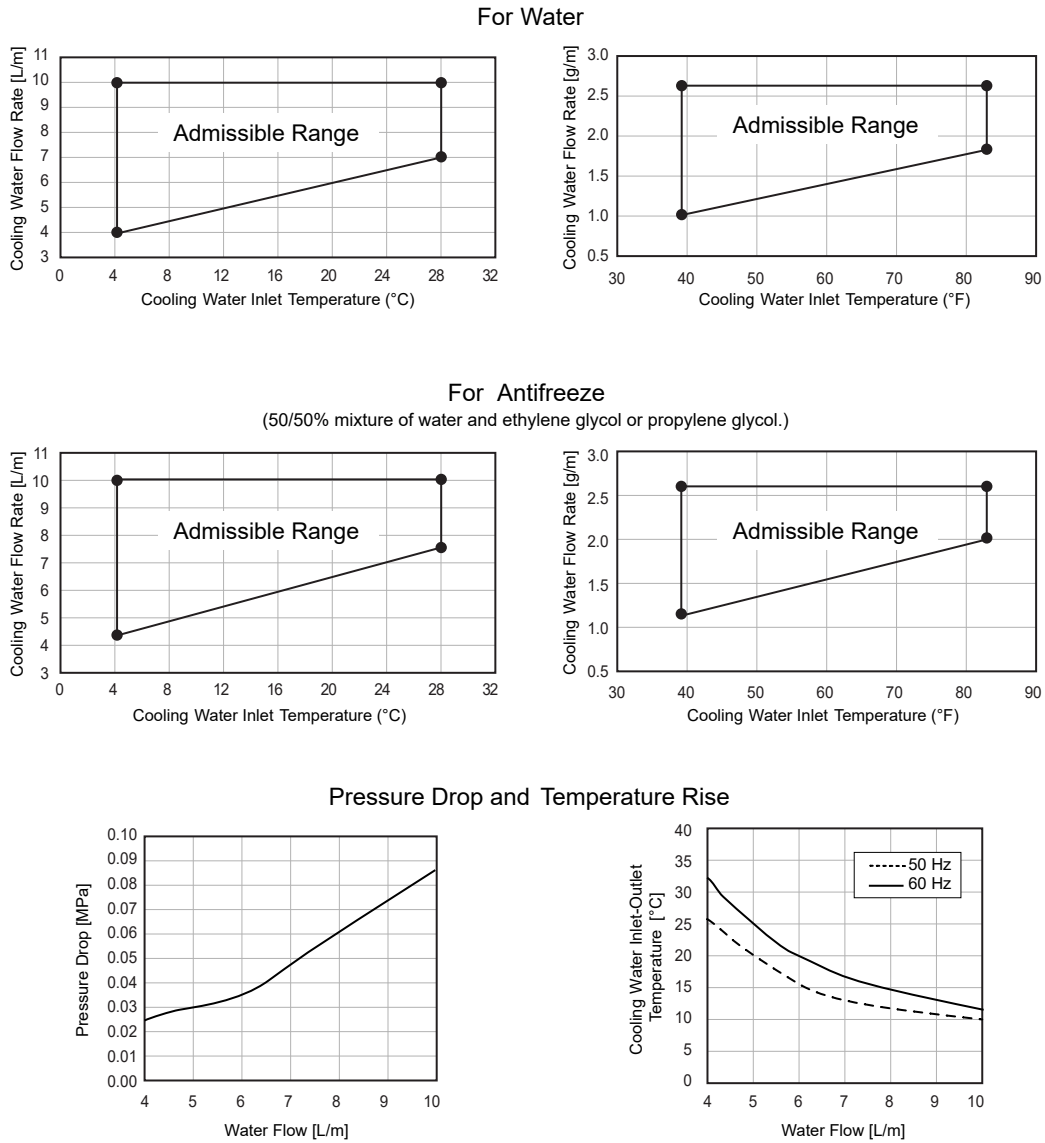 For Water
Cooling Water Flow Rate [L/m]
11
10
9
8
7
6
5
4
3
Admissible Range
0 4 8 12 16 20 24 28 32
Cooling Water Inlet Temperature (°C)
Cooling Water Flow Rate [g/m]
3.0
2.5
2.0
1.5
1.0
0.5
Admissible Range
30 40 50 60 70 80 90
Cooling Water Inlet Temperature (°F)
For Antifreeze
(50/50% mixture of water and ethylene glycol or propylene glycol.)
Cooling Water Flow Rate [L/m]
11
10
9
8
7
6
5
4
3
Admissible Range
0 4 8 12 16 20 24 28 32
Cooling Water Inlet Temperature (°C)
Cooling Water Flow Rate [g/m]
3.0
2.5
2.0
1.5
1.0
0.5
Admissible Range
30 40 50 60 70 80 90
Cooling Water Inlet Temperature (°F)
Pressure Drop and Temperature Rise
Pressure Drop [MPa]
0.10
0.09
0.08
0.07
0.06
0.05
0.04
0.03
0.02
0.01
0.00
4 5 6 7 8 9 10
Water Flow [L/m]
Cooling Water Inlet-Outlet
Temperature [°C]
40
35
30
25
20
15
10
5
0
50 Hz
60 Hz
4 5 6 7 8 9 10
Water Flow [L/m]